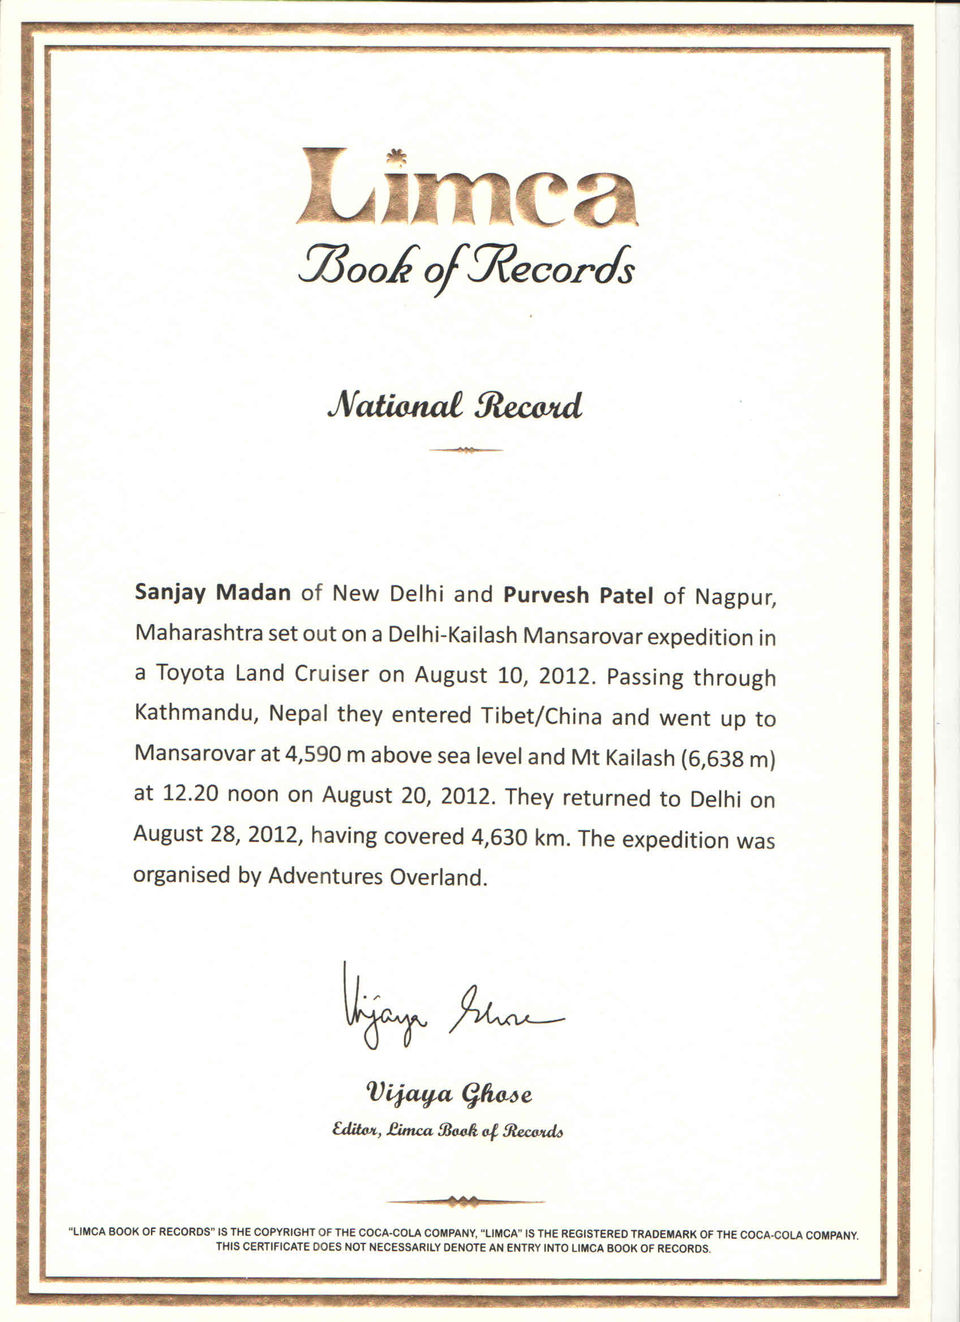 Limca
Book of Records
National Record
Sanjay Madan of New Delhi and Purvesh Patel of Nagpur,
Maharashtra set out on a Delhi-Kailash Mansarovar expedition in
a Toyota Land Cruiser on August 10, 2012. Passing through
Kathmandu, Nepal they entered Tibet/China and went up to
Mansarovar at 4,590 m above sea level and Mt Kailash (6,638 m)
at 12.20 noon on August 20, 2012. They returned to Delhi on
August 28, 2012, having covered 4,630 km. The expedition was
organised by Adventures Overland.
Vijaya Ghose
Vijaya Ghose
Editor, Limca Book of Records
"LIMCA BOOK OF RECORDS" IS THE COPYRIGHT OF THE COCA-COLA COMPANY, "LIMCA" IS THE REGISTERED TRADEMARK OF THE COCA-COLA COMPANY.
THIS CERTIFICATE DOES NOT NECESSARILY DENOTE AN ENTRY INTO LIMCA BOOK OF RECORDS.